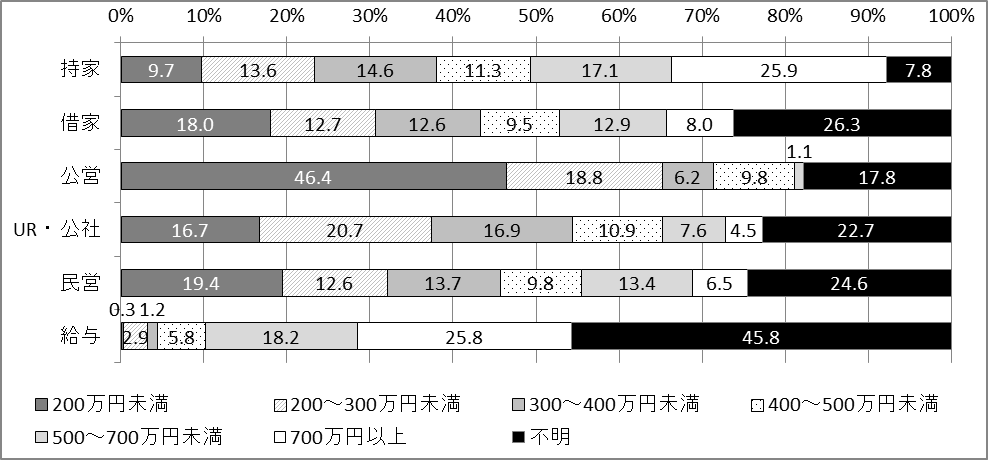 0% 10% 20% 30% 40% 50% 60% 70% 80% 90% 100%
持家 9.7 13.6 14.6 11.3 17.1 25.9 7.8
借家 18.0 12.7 12.6 9.5 12.9 8.0 26.3
1.1
公営 46.4 18.8 6.2 9.8 17.8
UR・公社 16.7 20.7 16.9 10.9 7.6 4.5 22.7
民営 19.4 12.6 13.7 9.8 13.4 6.5 24.6
0.3 1.2
給与 2.9 5.8 18.2 25.8 45.8
200万円未満 200～300万円未満 300～400万円未満 400～500万円未満
500～700万円未満 700万円以上 不明